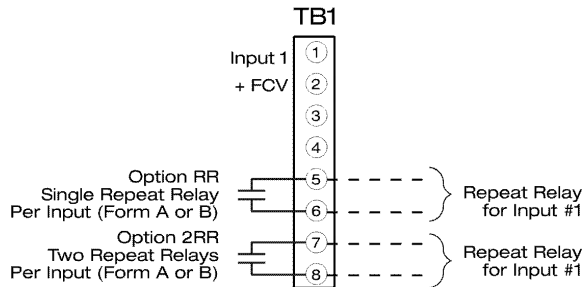 TB1
Input 1
1
+ FCV
2
3
4
Option RR
Single Repeat Relay
Per Input (Form A or B)
5
6
Repeat Relay
for Input #1
Option 2RR
Two Repeat Relays
Per Input (Form A or B)
7
8
Repeat Relay
for Input #1